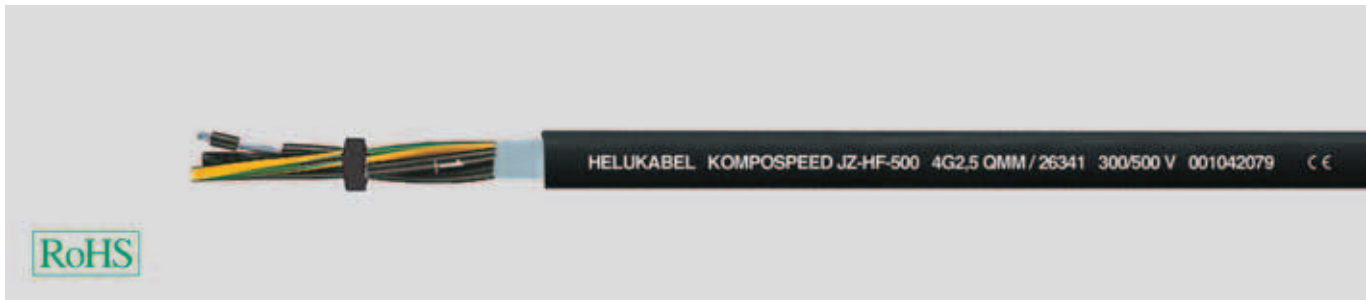 HELUKABEL KOMPOSPEED JZ-HF-500 4G2,5 QMM / 26341 300/500 V 001042079 CE
RoHS